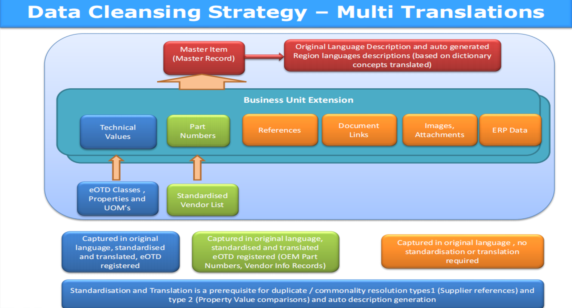 Data Cleansing Strategy – Multi Translations
Master Item
(Master Record)
Original Language Description and auto generated
Region languages descriptions (based on dictionary
concepts translated)
Business Unit Extension
Technical
Values
Part
Numbers
References
Document
Links
Images,
Attachments
ERP Data
eOTD Classes ,
Properties and
UOM's
Standardised
Vendor List
Captured in original
language, standardised
and translated, eOTD
registered
Captured in original language,
standardised and translated
eOTD registered (OEM Part
Numbers, Vendor Info Records)
Captured in original language , no
standardisation or translation
required
Standardisation and Translation is a prerequisite for duplicate / commonality resolution types1 (Supplier references) and
type 2 (Property Value comparisons) and auto description generation